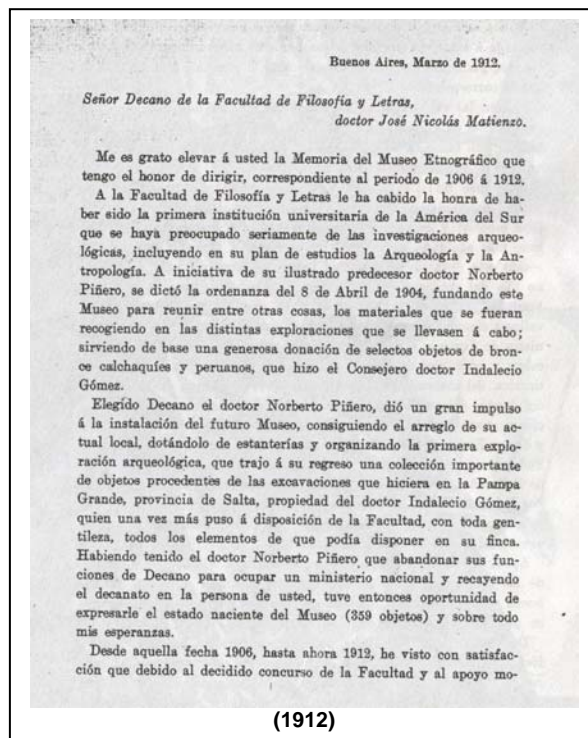 Buenos Aires, Marzo de 1912.
Señor Decano de la Facultad de Filosofía y Letras,
doctor José Nicolás Matienzo.
Me es grato elevar á usted la Memoria del Museo Etnográfico que
tengo el honor de dirigir, correspondiente al periodo de 1906 á 1912.
A la Facultad de Filosofía y Letras le ha cabido la honra de ha-
ber sido la primera institución universitaria de la América del Sur
que se haya preocupado seriamente de las investigaciones arqueo-
lógicas, incluyendo en su plan de estudios la Arqueología y la An-
tropología. A iniciativa de su ilustrado predecesor doctor Norberto
Piñero, se dictó la ordenanza del 8 de Abril de 1904, fundando este
Museo para reunir entre otras cosas, los materiales que se fueran
recogiendo en las distintas exploraciones que se llevasen á cabo;
sirviendo de base una generosa donación de selectos objetos de bron-
ce calchaquíes y peruanos, que hizo el Consejero doctor Indalecio
Gómez.
Elegido Decano el doctor Norberto Piñero, dió un gran impulso
á la instalación del futuro Museo, consiguiendo el arreglo de su ac-
tual local, dotándolo de estanterías y organizando la primera explo-
ración arqueológica, que trajo á su regreso una colección importante
de objetos procedentes de las excavaciones que hiciera en la Pampa
Grande, provincia de Salta, propiedad del doctor Indalecio Gómez,
quien una vez más puso á disposición de la Facultad, con toda gen-
tileza, todos los elementos de que podía disponer en su finca.
Habiendo tenido el doctor Norberto Piñero que abandonar sus fun-
ciones de Decano para ocupar un ministerio nacional y recayendo
el decanato en la persona de usted, tuve entonces oportunidad de
expresarle el estado naciente del Museo (359 objetos) y sobre todo
mis esperanzas.
Desde aquella fecha 1906, hasta ahora 1912, he visto con satisfac-
ción que debido al decidido concurso de la Facultad y al apoyo mo-
(1912)